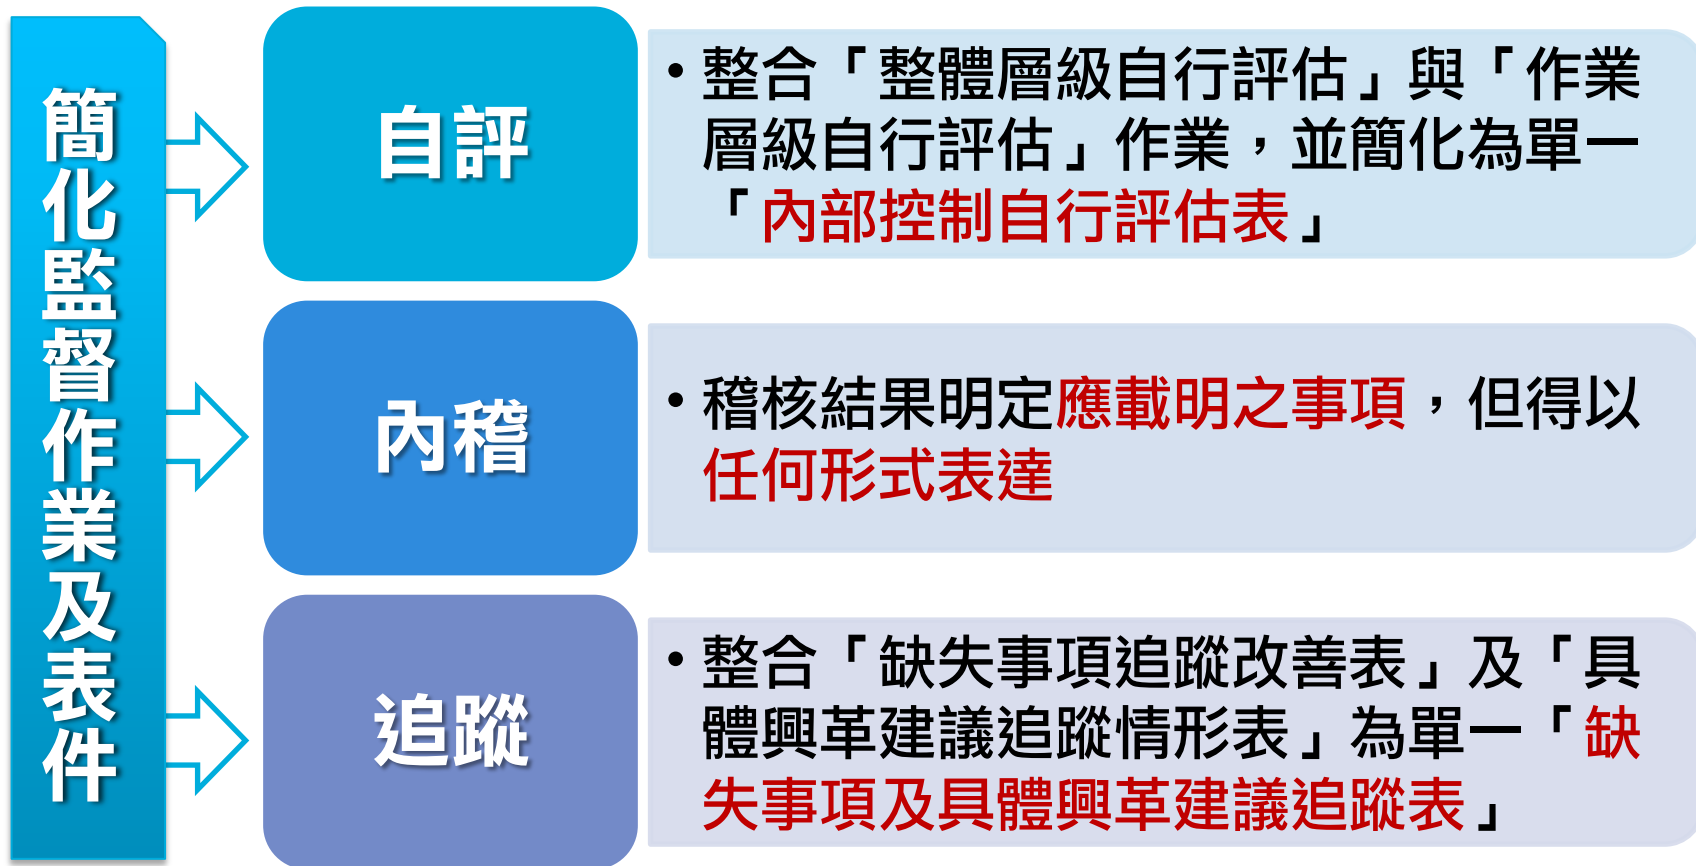 簡化監督作業及表件
自評
•整合「整體層級自行評估」與「作業
層級自行評估」作業，並簡化為單一
「內部控制自行評估表」
內稽
•稽核結果明定應載明之事項，但得以
任何形式表達
追蹤
•整合「缺失事項追蹤改善表」及「具
體興革建議追蹤情形表」為單一「缺
失事項及具體興革建議追蹤表」